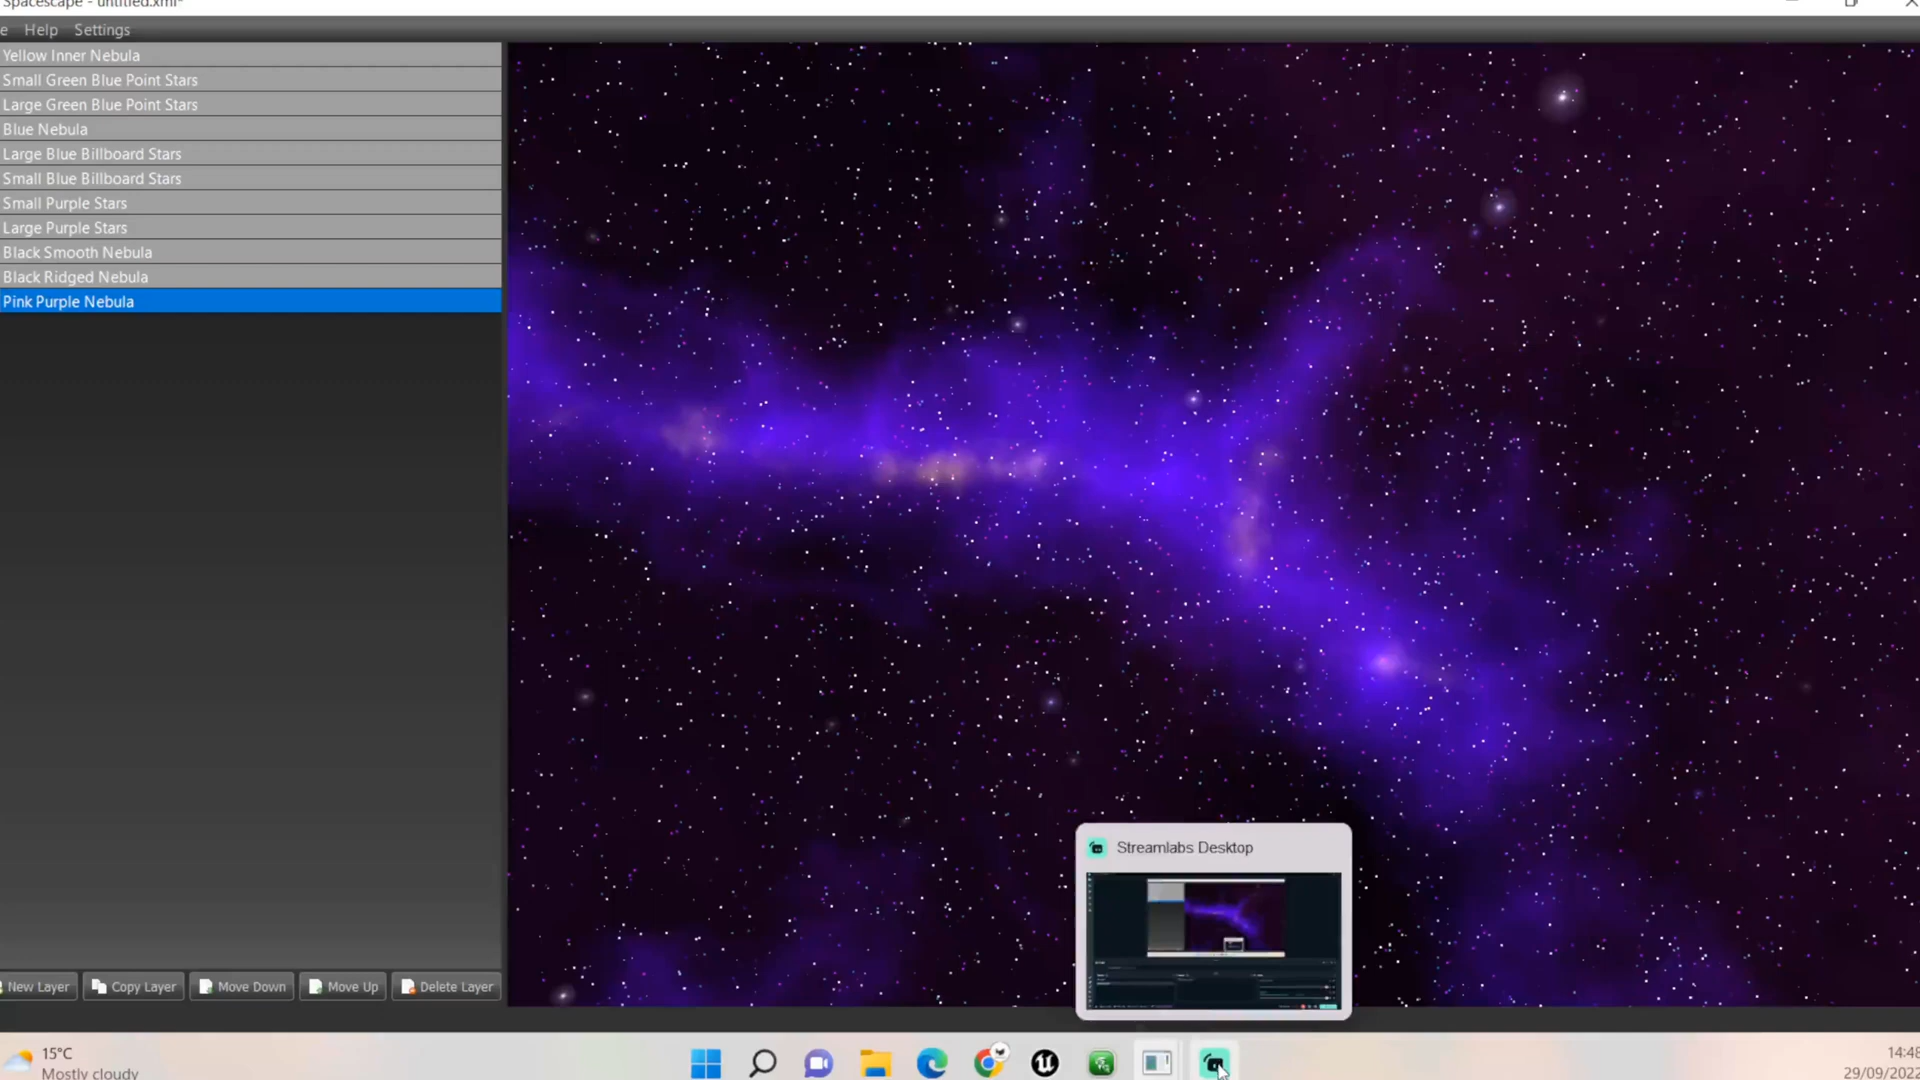 Spacescape - untitled.xml*
e Help Settings
Yellow Inner Nebula
Small Green Blue Point Stars
Large Green Blue Point Stars
Blue Nebula
Large Blue Billboard Stars
Small Blue Billboard Stars
Small Purple Stars
Large Purple Stars
Black Smooth Nebula
Black Ridged Nebula
Pink Purple Nebula
Streamlabs Desktop
New Layer Copy Layer Move Down Move Up Delete Layer
15°C
Mostly cloudy
14:48
29/09/2022